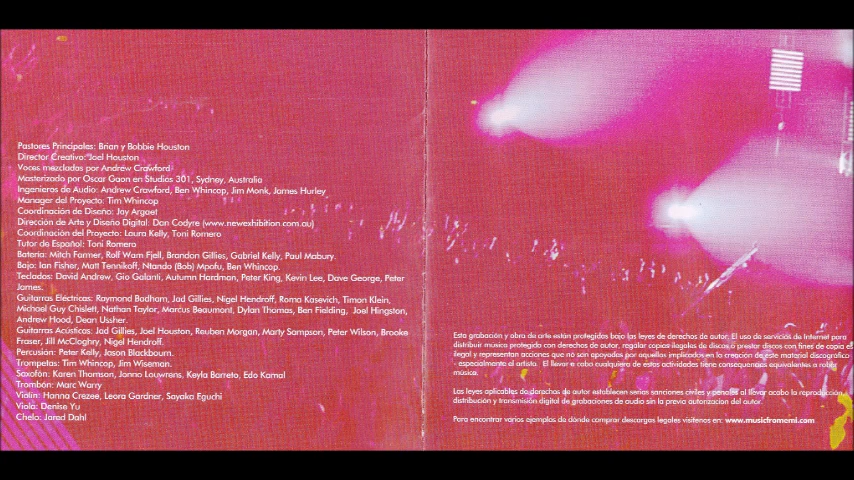 Pastores Principales: Brian y Bobbie Houston
Director Creativo: Joel Houston
Voces mezcladas por Andrew Crawford
Masterizado por Oscar Gaon en Studios 301, Sydney, Australia
Ingenieros de Audio: Andrew Crawford, Ben Whincop, Jim Monk, James Hurley
Manager del Proyecto: Tim Whincop
Coordinación de Diseño: Jay Argaet
Dirección de Arte y Diseño Digital: Dan Codyre (www.newexhibition.com.au)
Coordinación del Proyecto: Laura Kelly, Toni Romero
Tutor de Español: Toni Romero
Batería: Mitch Farmer, Rolf Wam Fjell, Brandon Gillies, Gabriel Kelly, Paul Mabury.
Bajo: Ian Fisher, Matt Tennikoff, Ntando (Bob) Mpofu, Ben Whincop.
Teclados: David Andrew, Gio Galanti, Autumn Hardman, Peter King, Kevin Lee, Dave George, Peter
James.
Guitarras Eléctricas: Raymond Badham, Jad Gillies, Nigel Hendroff, Roma Kasevich, Timon Klein,
Michael Guy Chislett, Nathan Taylor, Marcus Beaumont, Dylan Thomas, Ben Fielding, Joel Hingston,
Andrew Hood, Dean Ussher.
Guitarras Acústicas: Jad Gillies, Joel Houston, Reuben Morgan, Marty Sampson, Peter Wilson, Brooke
Fraser, Jill McCloghry, Nigel Hendroff.
Percusión: Peter Kelly, Jason Blackbourn.
Trompetas: Tim Whincop, Jim Wiseman.
Saxofón: Karen Thomson, Janna Louwrens, Keyla Barreto, Edo Kamal
Trombón: Marc Warry
Violín: Hanna Crezee, Leora Gardner, Sayaka Eguchi
Viola: Denise Yu
Chelo: Jared Dahl
Esta grabación y obra de arte están protegidos bajo las leyes de derechos de autor. El uso de servicios de Internet para
distribuir música protegida con derechos de autor, regalar copias ilegales de discos o prestar discos con fines de copia es
ilegal y representan acciones que no son apoyadas por aquellas implicados en la creación de este material discográfico
- especialmente el artista. El llevar a cabo cualquiera de estas actividades tiene consequencias equivalentes a robar
música.
Las leyes aplicables de derechos de autor establecen serias sanciones civiles y penales al llevar acabo la reproducción,
distribución y transmisión digital de grabaciones de audio sin la previa autorización del autor.
Para encontrar varios ejemplos de dónde comprar descargas legales visítenos en: www.musicfromemi.com